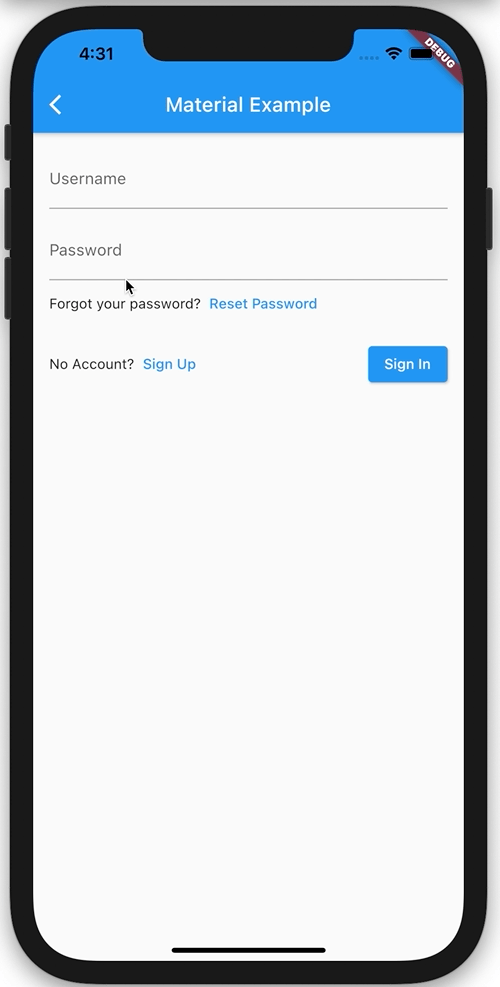 4:31
DEBUG
Material Example
Username
Password
Forgot your password? Reset Password
No Account? Sign Up
Sign In